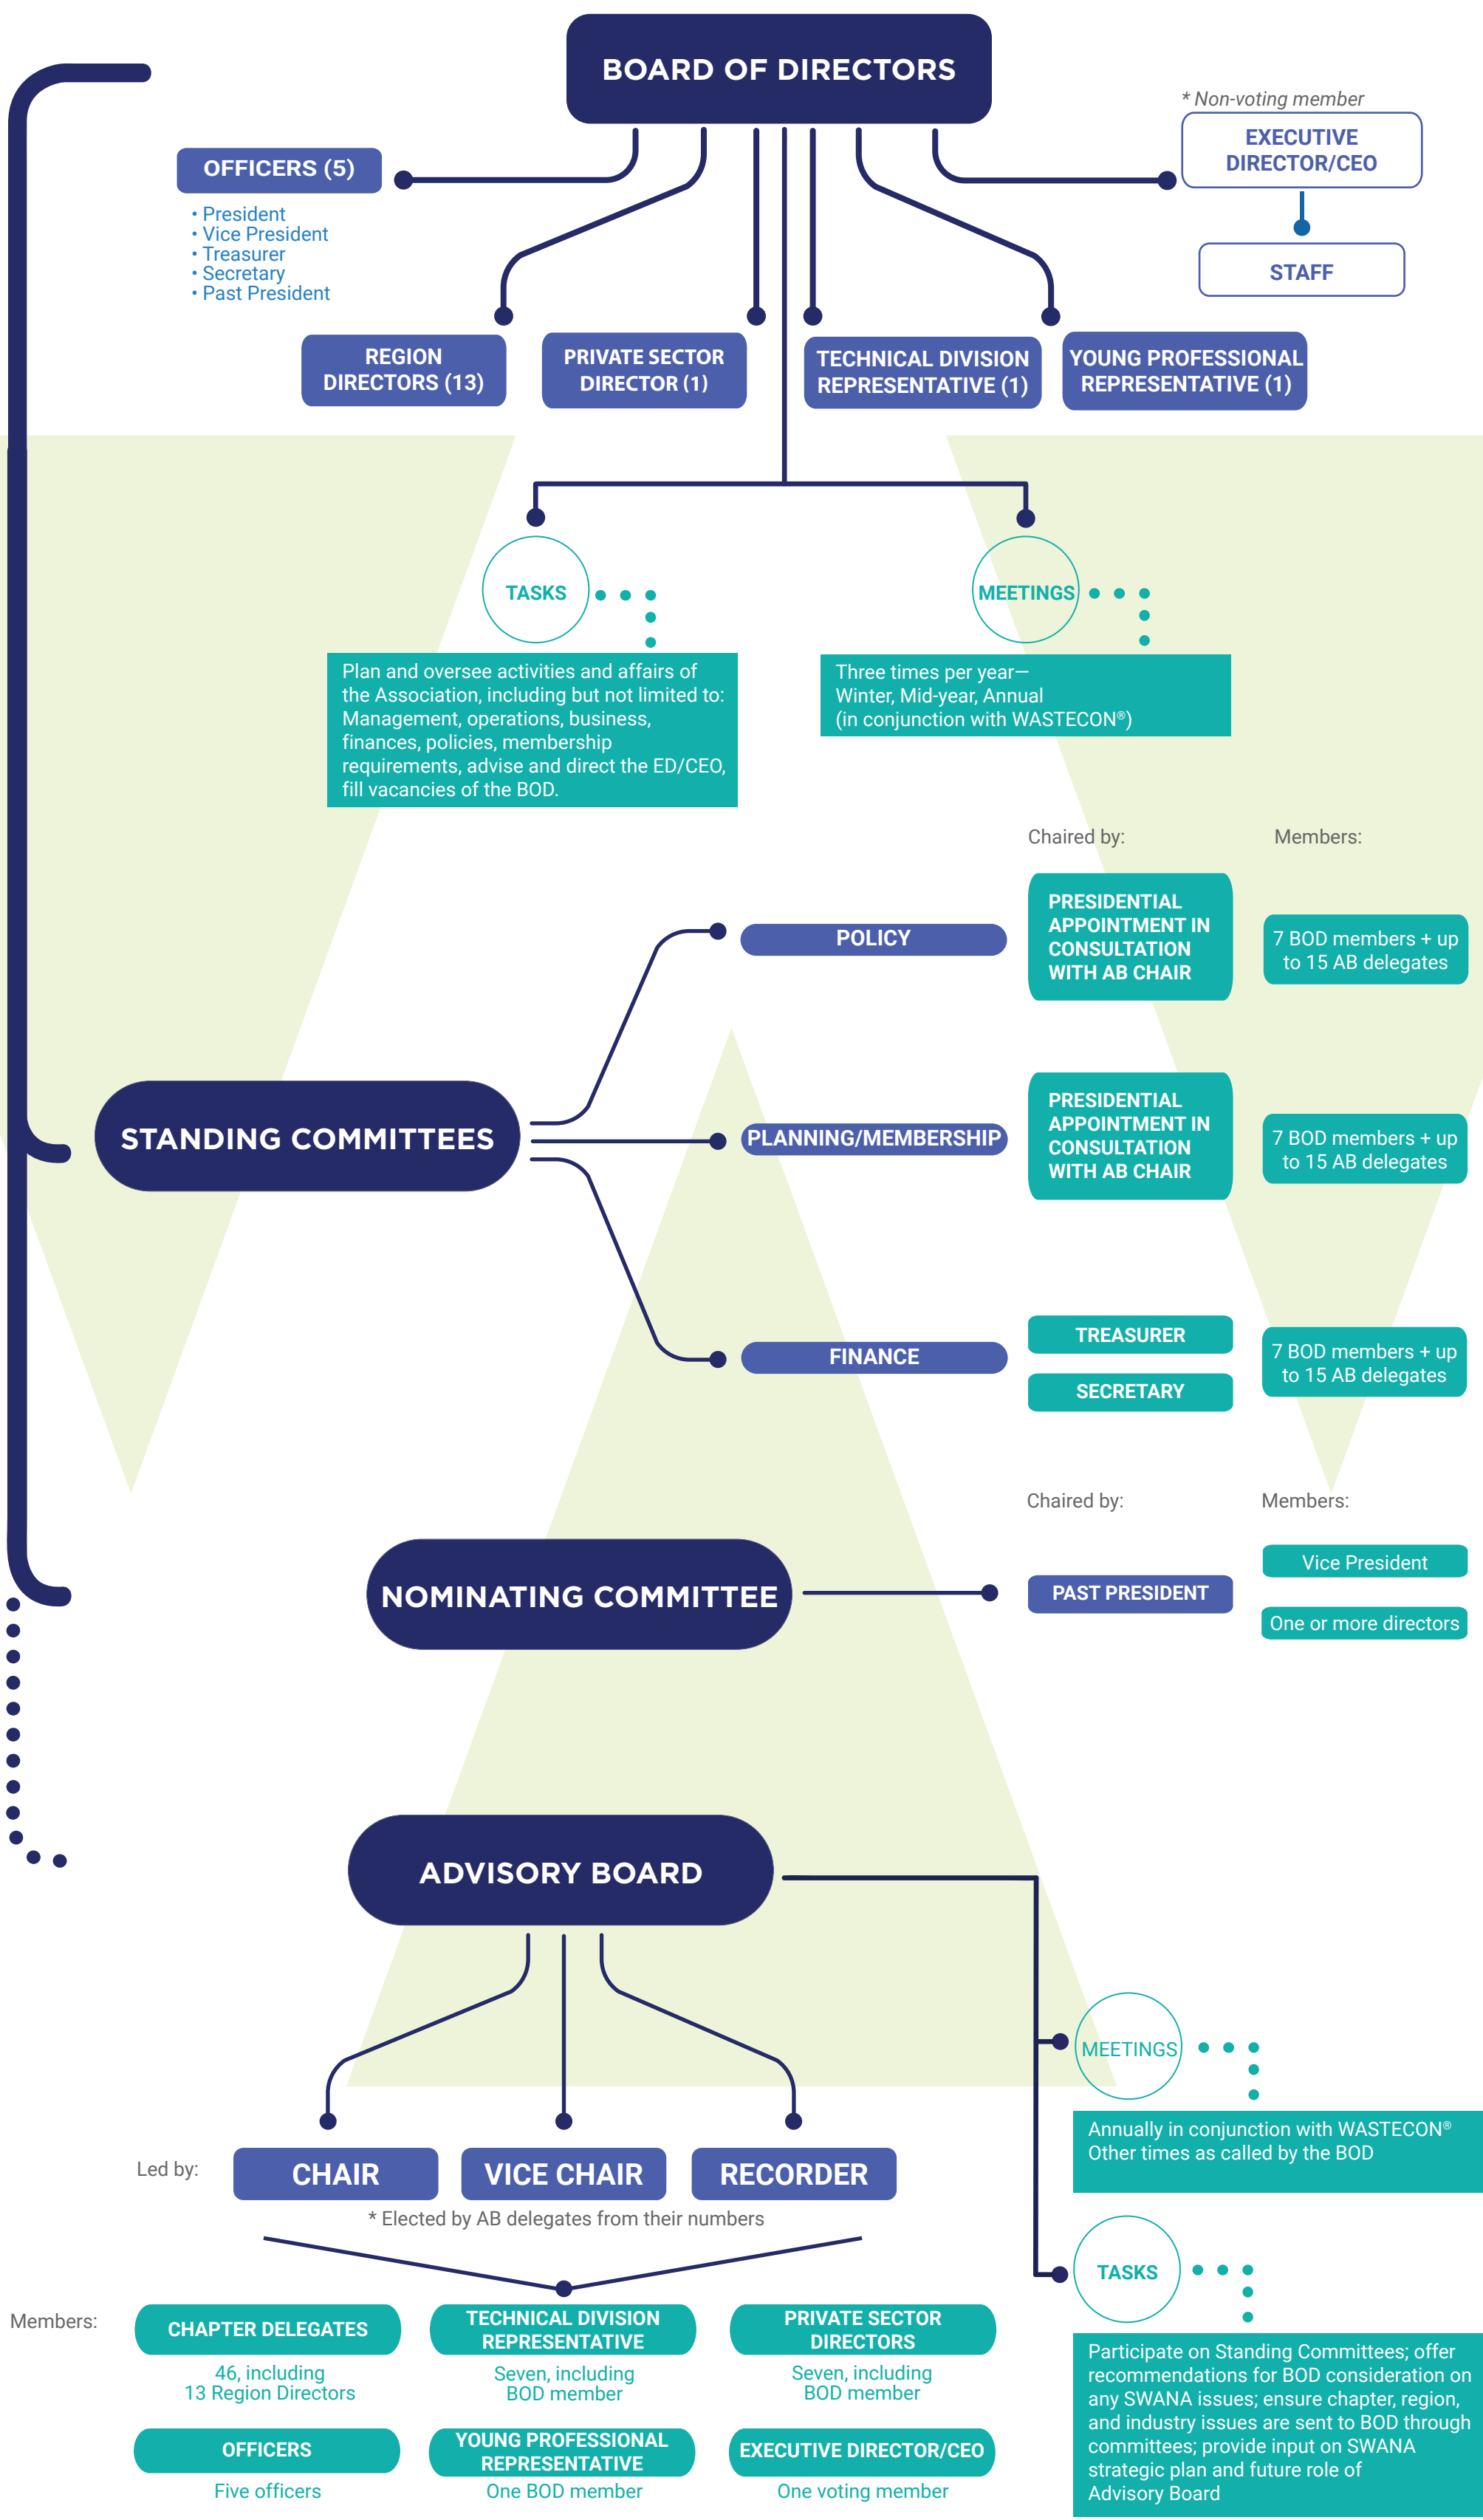 BOARD OF DIRECTORS
* Non-voting member
EXECUTIVE
DIRECTOR/CEO
STAFF
OFFICERS (5)
• President
• Vice President
• Treasurer
• Secretary
• Past President
REGION
DIRECTORS (13)
PRIVATE SECTOR
DIRECTOR (1)
TECHNICAL DIVISION
REPRESENTATIVE (1)
YOUNG PROFESSIONAL
REPRESENTATIVE (1)
TASKS
Plan and oversee activities and affairs of
the Association, including but not limited to:
Management, operations, business,
finances, policies, membership
requirements, advise and direct the ED/CEO,
fill vacancies of the BOD.
MEETINGS
Three times per year—
Winter, Mid-year, Annual
(in conjunction with WASTECON®)
Chaired by:
Members:
STANDING COMMITTEES
POLICY
PRESIDENTIAL
APPOINTMENT IN
CONSULTATION
WITH AB CHAIR
7 BOD members + up
to 15 AB delegates
PLANNING/MEMBERSHIP
PRESIDENTIAL
APPOINTMENT IN
CONSULTATION
WITH AB CHAIR
7 BOD members + up
to 15 AB delegates
FINANCE
TREASURER
SECRETARY
7 BOD members + up
to 15 AB delegates
Chaired by:
Members:
NOMINATING COMMITTEE
PAST PRESIDENT
Vice President
One or more directors
ADVISORY BOARD
MEETINGS
Annually in conjunction with WASTECON®
Other times as called by the BOD
Led by:
CHAIR
VICE CHAIR
RECORDER
* Elected by AB delegates from their numbers
TASKS
Participate on Standing Committees; offer
recommendations for BOD consideration on
any SWANA issues; ensure chapter, region,
and industry issues are sent to BOD through
committees; provide input on SWANA
strategic plan and future role of
Advisory Board
Members:
CHAPTER DELEGATES
46, including
13 Region Directors
TECHNICAL DIVISION
REPRESENTATIVE
Seven, including
BOD member
PRIVATE SECTOR
DIRECTORS
Seven, including
BOD member
OFFICERS
Five officers
YOUNG PROFESSIONAL
REPRESENTATIVE
One BOD member
EXECUTIVE DIRECTOR/CEO
One voting member